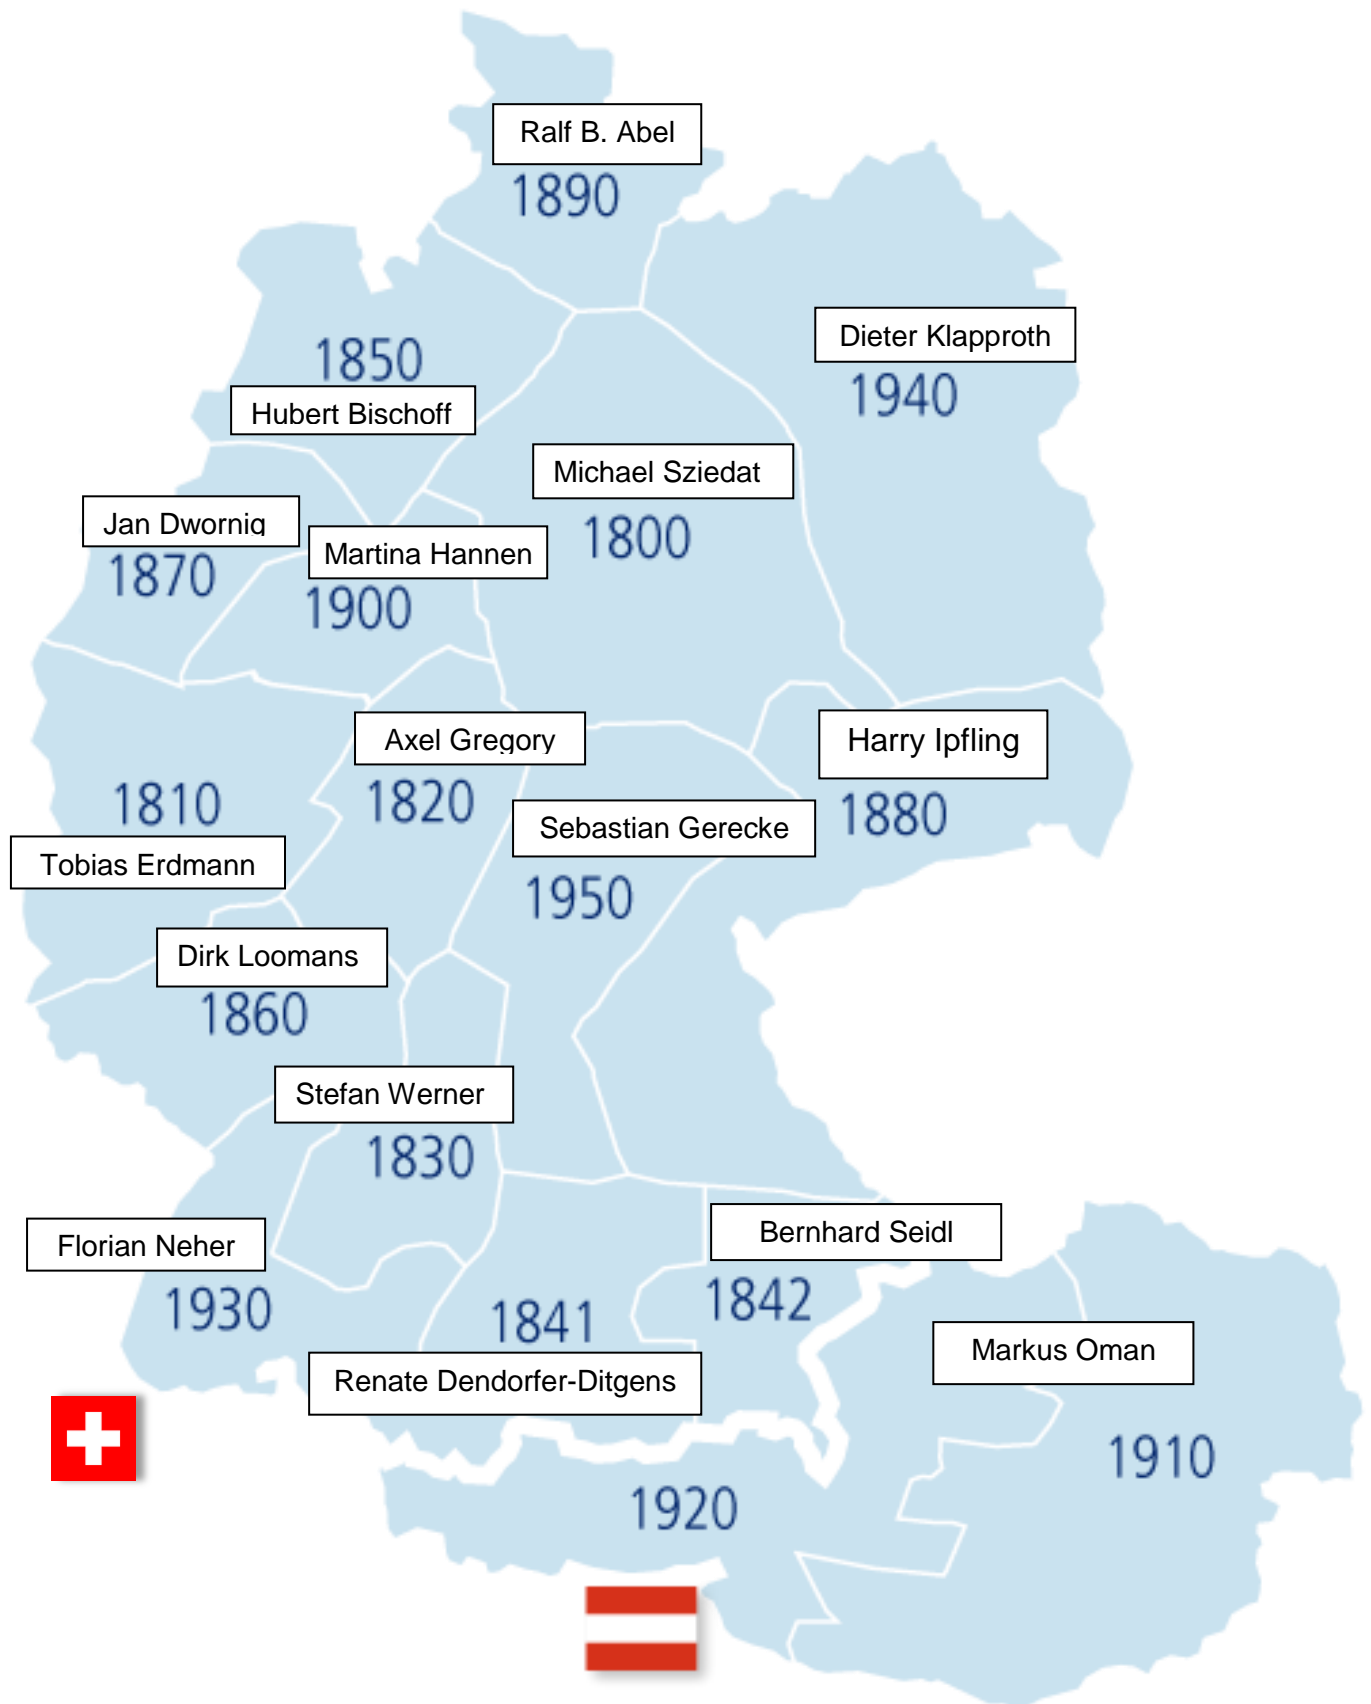 Ralf B. Abel
1890
Dieter Klapproth
1940
1850
Hubert Bischoff
Michael Sziedat
1800
Jan Dwornig
1870
Martina Hannen
1900
Axel Gregory
1820
Harry Ipfling
1880
1810
Tobias Erdmann
Sebastian Gerecke
1950
Dirk Loomans
1860
Stefan Werner
1830
Florian Neher
1930
Bernhard Seidl
1842
1841
Renate Dendorfer-Ditgens
Markus Oman
1910
1920